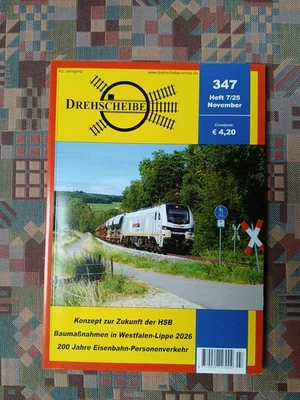 43. Jahrgang
www.drehscheibe-online.de
DREHSCHEIBE
347
Heft 7/25
November
Einzelpreis:
€ 4,20
Konzept zur Zukunft der HSB
Baumaßnahmen in Westfalen-Lippe 2026
200 Jahre Eisenbahn-Personenverkehr